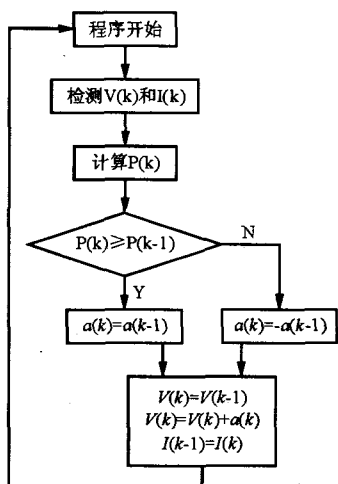 程序开始
检测V(k)和I(k)
计算P(k)
P(k)≥P(k-1)
N
Y
a(k)=a(k-1)
a(k)=-a(k-1)
V(k)=V(k-1)
V(k)=V(k)+a(k)
I(k-1)=I(k)